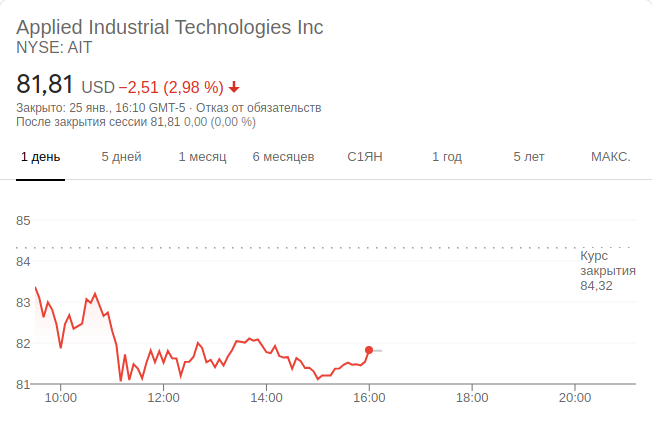 Applied Industrial Technologies Inc
NYSE: AIT
81,81 USD −2,51 (2,98 %)
Закрыто: 25 янв., 16:10 GMT-5 · Отказ от обязательств
После закрытия сессии 81,81 0,00 (0,00 %)
1 день 5 дней 1 месяц 6 месяцев С1ЯН 1 год 5 лет МАКС.
85
84
83
82
81
Курс
закрытия
84,32
10:00 12:00 14:00 16:00 18:00 20:00